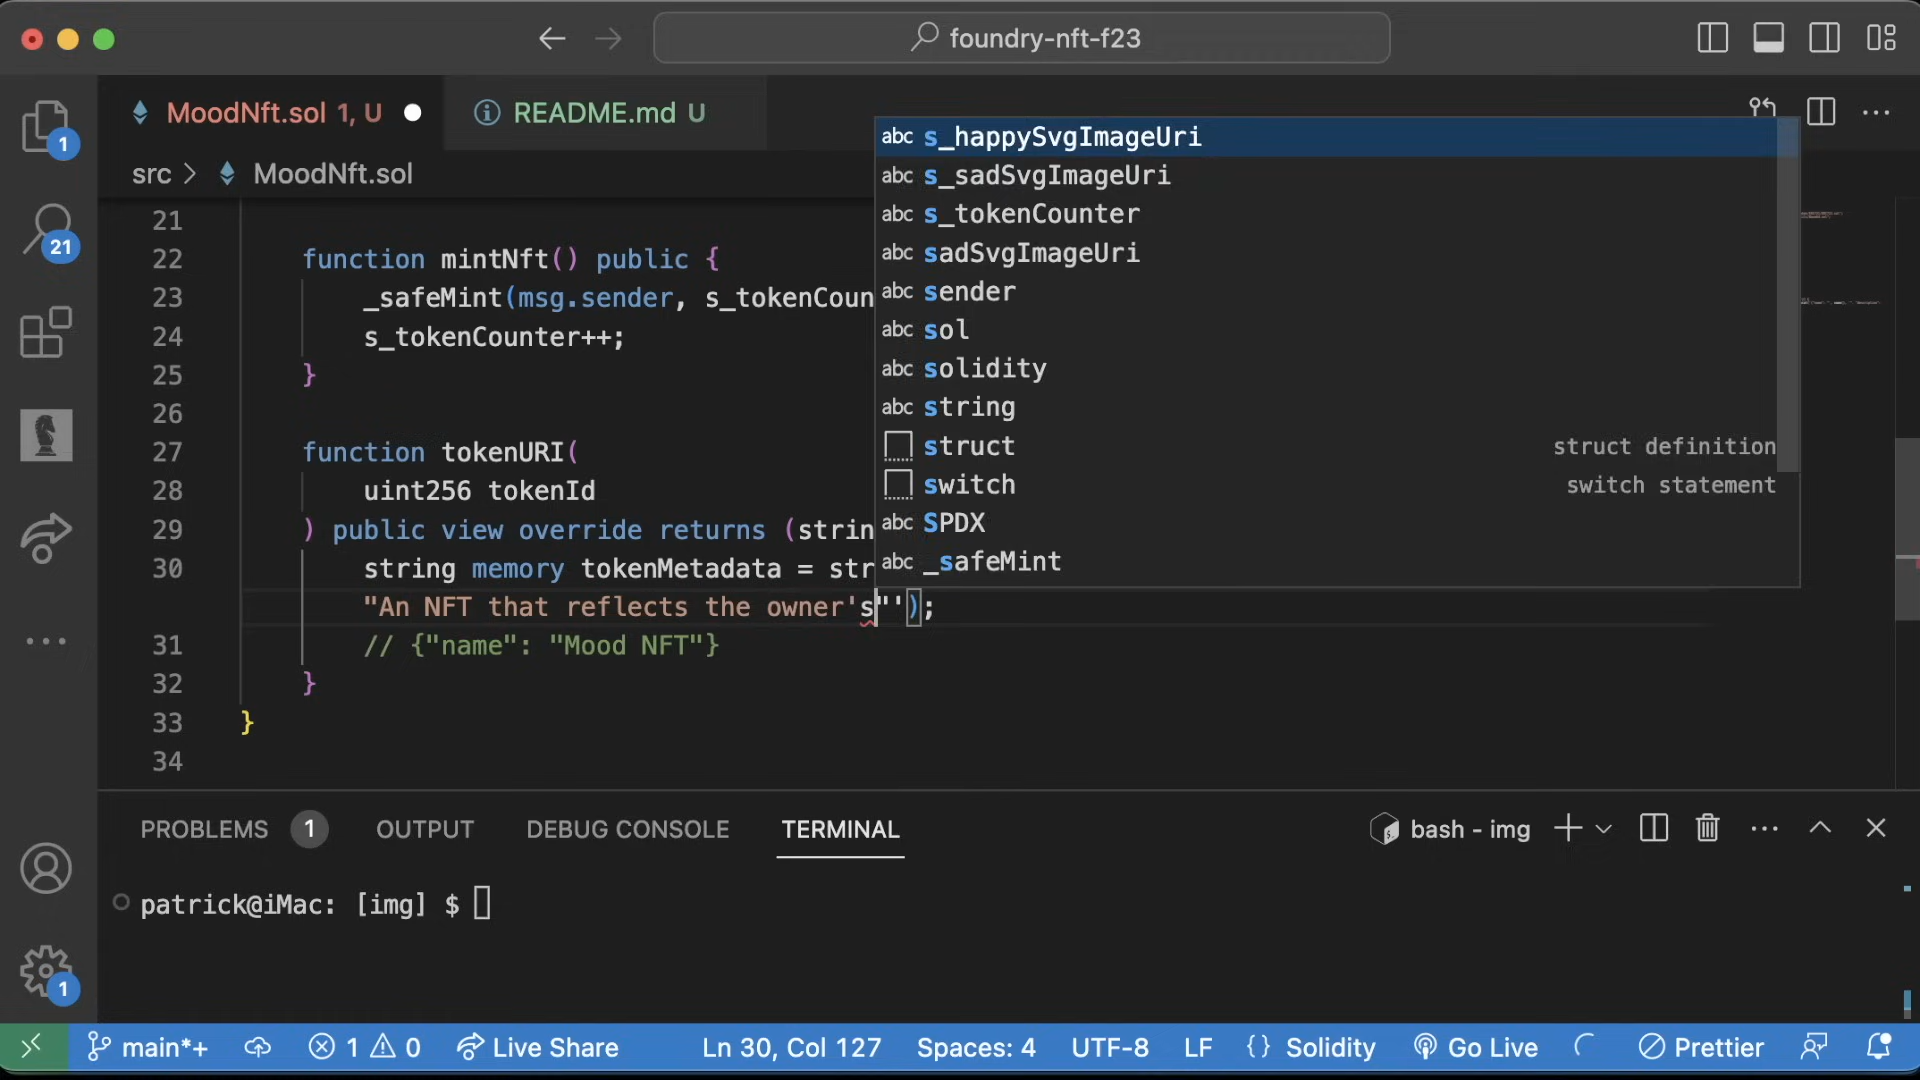 foundry-nft-f23
MoodNft.sol 1, U
README.md U
src > MoodNft.sol
1
21
21
22 function mintNft() public {
23 _safeMint(msg.sender, s_tokenCoun
24 s_tokenCounter++;
25 }
26
27 function tokenURI(
28 uint256 tokenId
29 ) public view override returns (strin
30 string memory tokenMetadata = str
"An NFT that reflects the owner's"');
31 // {"name": "Mood NFT"}
32 }
33 }
34
abc s_happySvgImageUri
abc s_sadSvgImageUri
abc s_tokenCounter
abc sadSvgImageUri
abc sender
abc sol
abc solidity
abc string
struct struct definition
switch switch statement
abc SPDX
abc _safeMint
PROBLEMS 1 OUTPUT DEBUG CONSOLE TERMINAL
bash - img
patrick@iMac: [img] $
1
main*+ 1 0 Live Share Ln 30, Col 127 Spaces: 4 UTF-8 LF {} Solidity Go Live Prettier